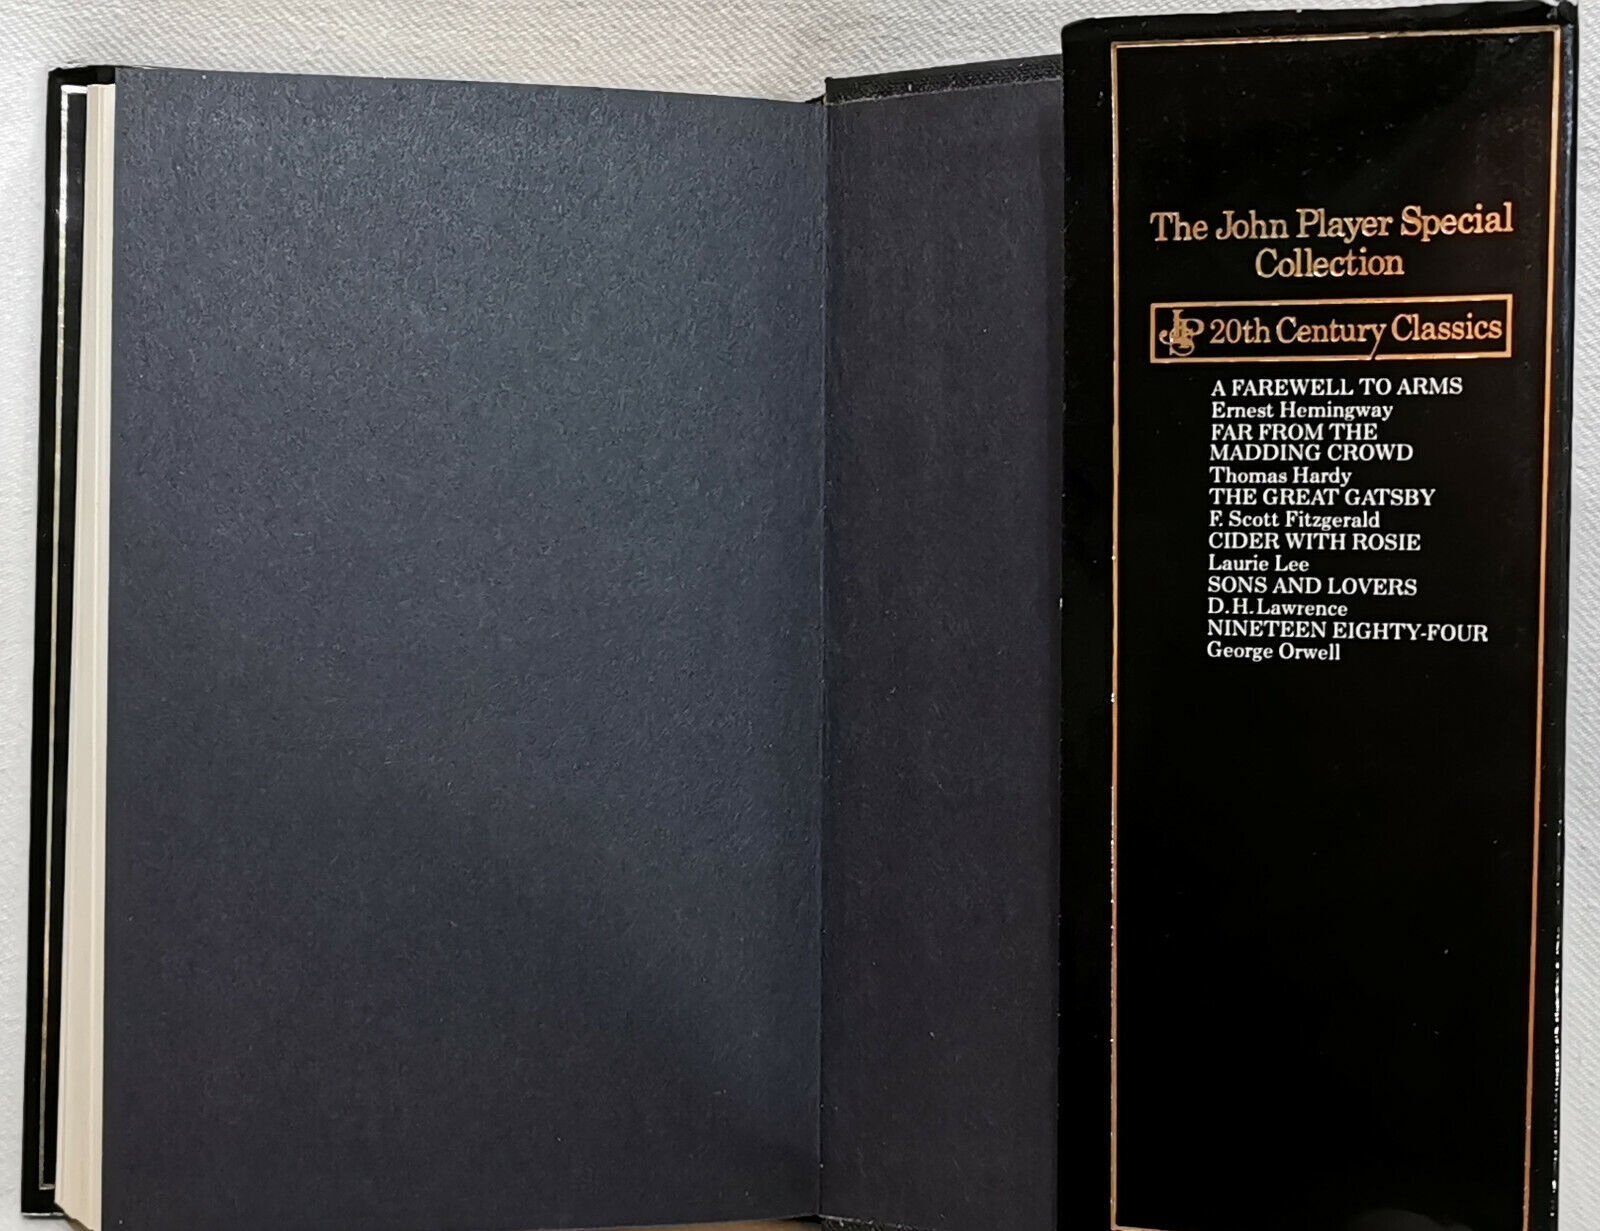 The John Player Special
Collection
JPS 20th Century Classics
A FAREWELL TO ARMS
Ernest Hemingway
FAR FROM THE
MADDING CROWD
Thomas Hardy
THE GREAT GATSBY
F. Scott Fitzgerald
CIDER WITH ROSIE
Laurie Lee
SONS AND LOVERS
D.H.Lawrence
NINETEEN EIGHTY-FOUR
George Orwell